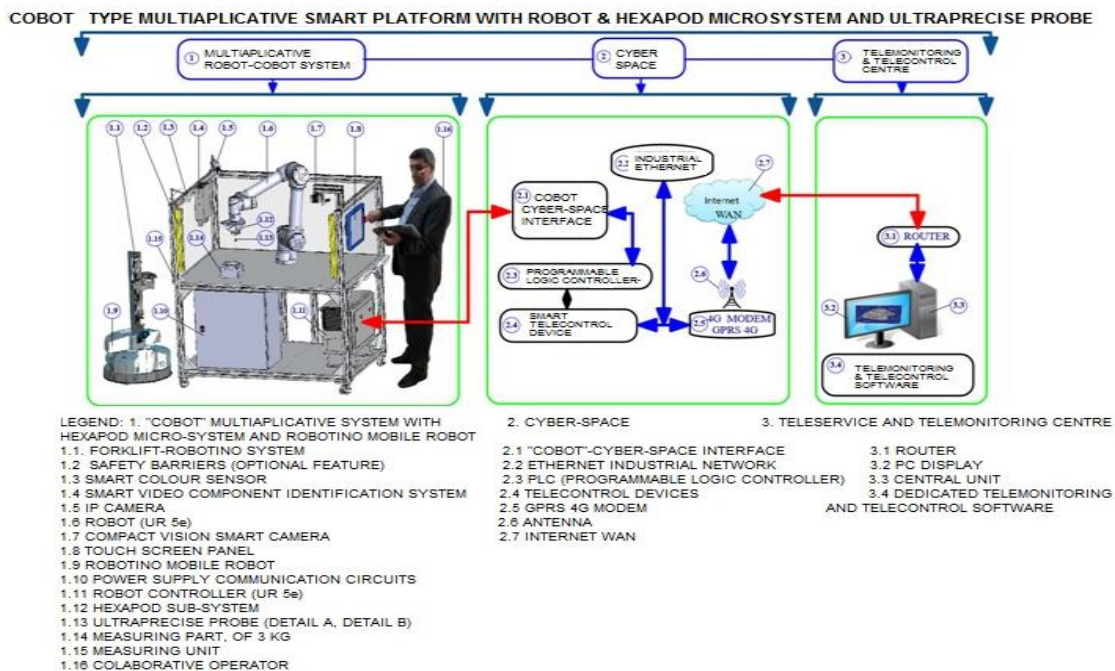 COBOT TYPE MULTIAPLICATIVE SMART PLATFORM WITH ROBOT & HEXAPOD MICROSYSTEM AND ULTRAPRECISE PROBE
1 MULTIAPLICATIVE
ROBOT-COBOT SYSTEM
2 CYBER
SPACE
3 TELEMONITORING
& TELECONTROL
CENTRE
1.1 1.2 1.3 1.4 1.5 1.6 1.7 1.8 1.16
1.12
1.13
1.14
1.15
1.9
1.10
1.11
2.2 INDUSTRIAL
ETHERNET
2.7
2.1 COBOT
CYBER-SPACE
INTERFACE
Internet
WAN
2.3 PROGRAMMABLE
LOGIC CONTROLLER-
2.6
2.4 SMART
TELECONTROL
DEVICE
2.5 4G MODEM
GPRS 4G
3.1 ROUTER
3.2
3.3
3.4 TELEMONITORING
& TELECONTROL
SOFTWARE
LEGEND: 1. "COBOT" MULTIAPLICATIVE SYSTEM WITH
HEXAPOD MICRO-SYSTEM AND ROBOTINO MOBILE ROBOT
1.1. FORKLIFT-ROBOTINO SYSTEM
1.2 SAFETY BARRIERS (OPTIONAL FEATURE)
1.3 SMART COLOUR SENSOR
1.4 SMART VIDEO COMPONENT IDENTIFICATION SYSTEM
1.5 IP CAMERA
1.6 ROBOT (UR 5e)
1.7 COMPACT VISION SMART CAMERA
1.8 TOUCH SCREEN PANEL
1.9 ROBOTINO MOBILE ROBOT
1.10 POWER SUPPLY COMMUNICATION CIRCUITS
1.11 ROBOT CONTROLLER (UR 5e)
1.12 HEXAPOD SUB-SYSTEM
1.13 ULTRAPRECISE PROBE (DETAIL A, DETAIL B)
1.14 MEASURING PART, OF 3 KG
1.15 MEASURING UNIT
1.16 COLABORATIVE OPERATOR
2. CYBER-SPACE
2.1 "COBOT"-CYBER-SPACE INTERFACE
2.2 ETHERNET INDUSTRIAL NETWORK
2.3 PLC (PROGRAMMABLE LOGIC CONTROLLER)
2.4 TELECONTROL DEVICES
2.5 GPRS 4G MODEM
2.6 ANTENNA
2.7 INTERNET WAN
3. TELESERVICE AND TELEMONITORING CENTRE
3.1 ROUTER
3.2 PC DISPLAY
3.3 CENTRAL UNIT
3.4 DEDICATED TELEMONITORING
AND TELECONTROL SOFTWARE